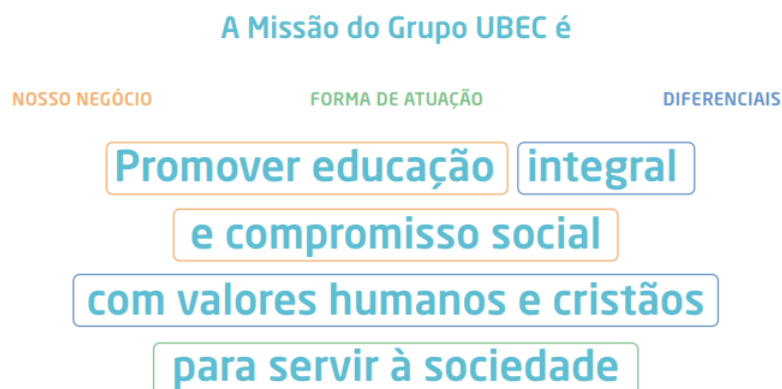 A Missão do Grupo UBEC é
NOSSO NEGÓCIO FORMA DE ATUAÇÃO DIFERENCIAIS
Promover educação integral
e compromisso social
com valores humanos e cristãos
para servir à sociedade